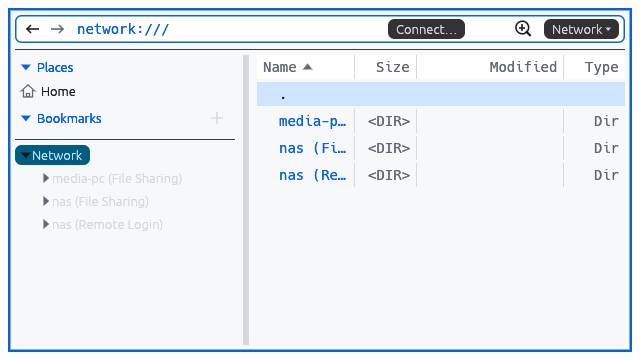 network:/// Connect... Network
Places
Home
Bookmarks
Network
media-pc (File Sharing)
nas (File Sharing)
nas (Remote Login)
Name Size Modified Type
.
media-p… <DIR> Dir
nas (Fi… <DIR> Dir
nas (Re… <DIR> Dir